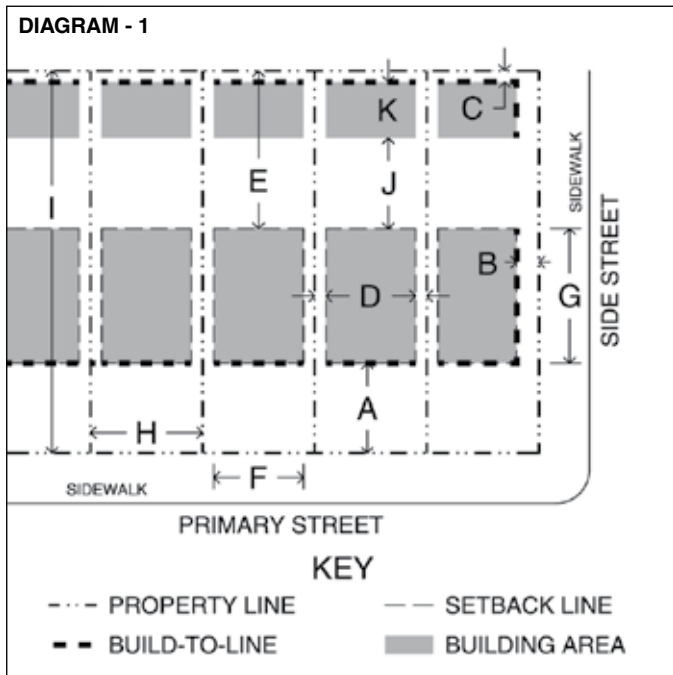 DIAGRAM - 1
K
C
E
J
I
SIDEWALK
B
D
G
SIDE STREET
A
H
F
SIDEWALK
PRIMARY STREET
KEY
PROPERTY LINE
SETBACK LINE
BUILD-TO-LINE
BUILDING AREA